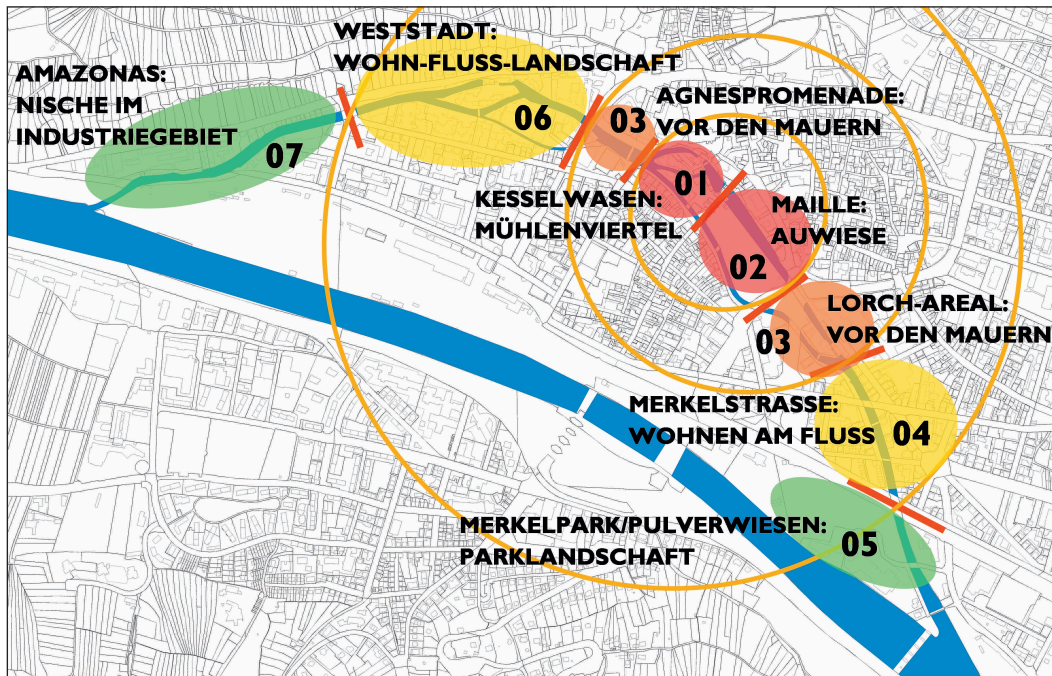 WESTSTADT:
WOHN-FLUSS-LANDSCHAFT
06
AMAZONAS:
NISCHE IM
INDUSTRIEGEBIET
07
03
AGNESPROMENADE:
VOR DEN MAUERN
01
KESSELWASEN:
MÜHLENVIERTEL
MAILLE:
AUWIESE
02
LORCH-AREAL:
VOR DEN MAUERN
03
MERKELSTRASSE:
WOHNEN AM FLUSS
04
MERKELPARK/PULVERWIESEN:
PARKLANDSCHAFT
05